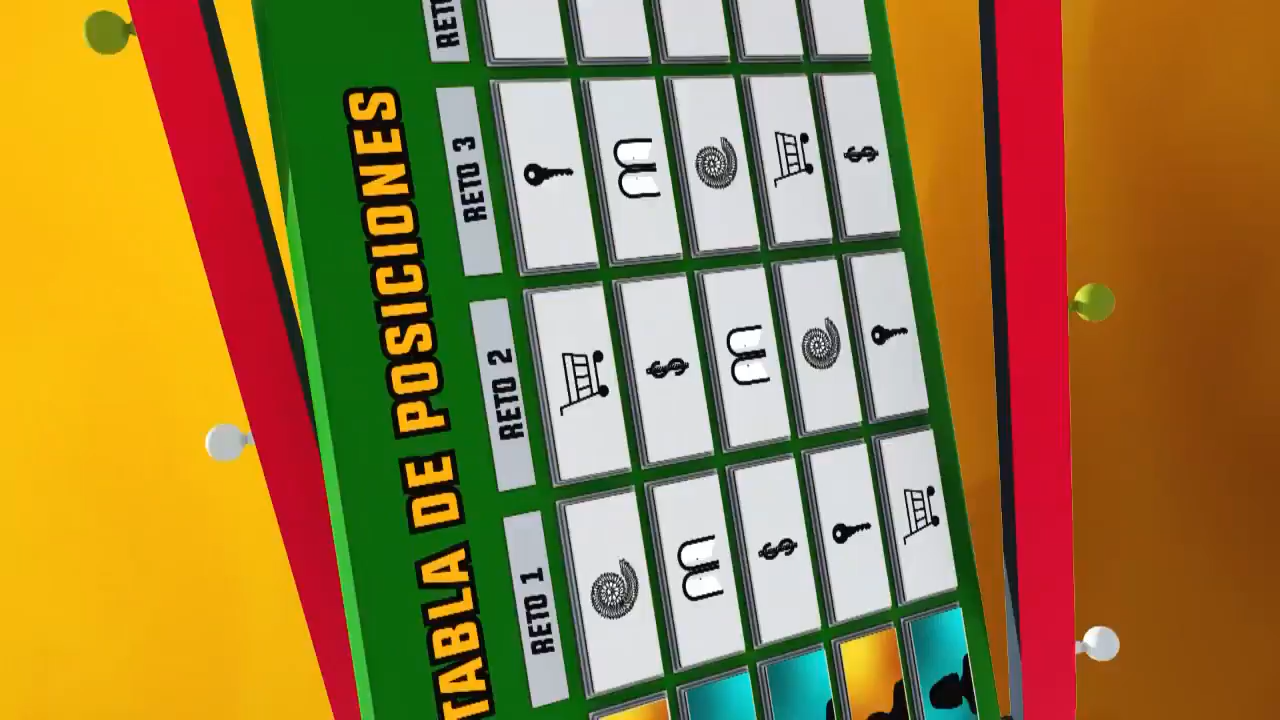 TABLA DE POSICIONES
RETO 1
RETO 2
RETO 3
RETO
$
$
$